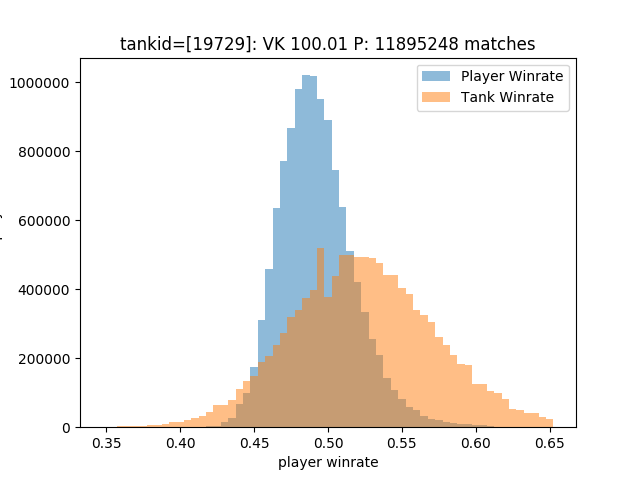 tankid=[19729]: VK 100.01 P: 11895248 matches
Player Winrate
Tank Winrate
1000000
800000
600000
400000
200000
0
0.35 0.40 0.45 0.50 0.55 0.60 0.65
player winrate